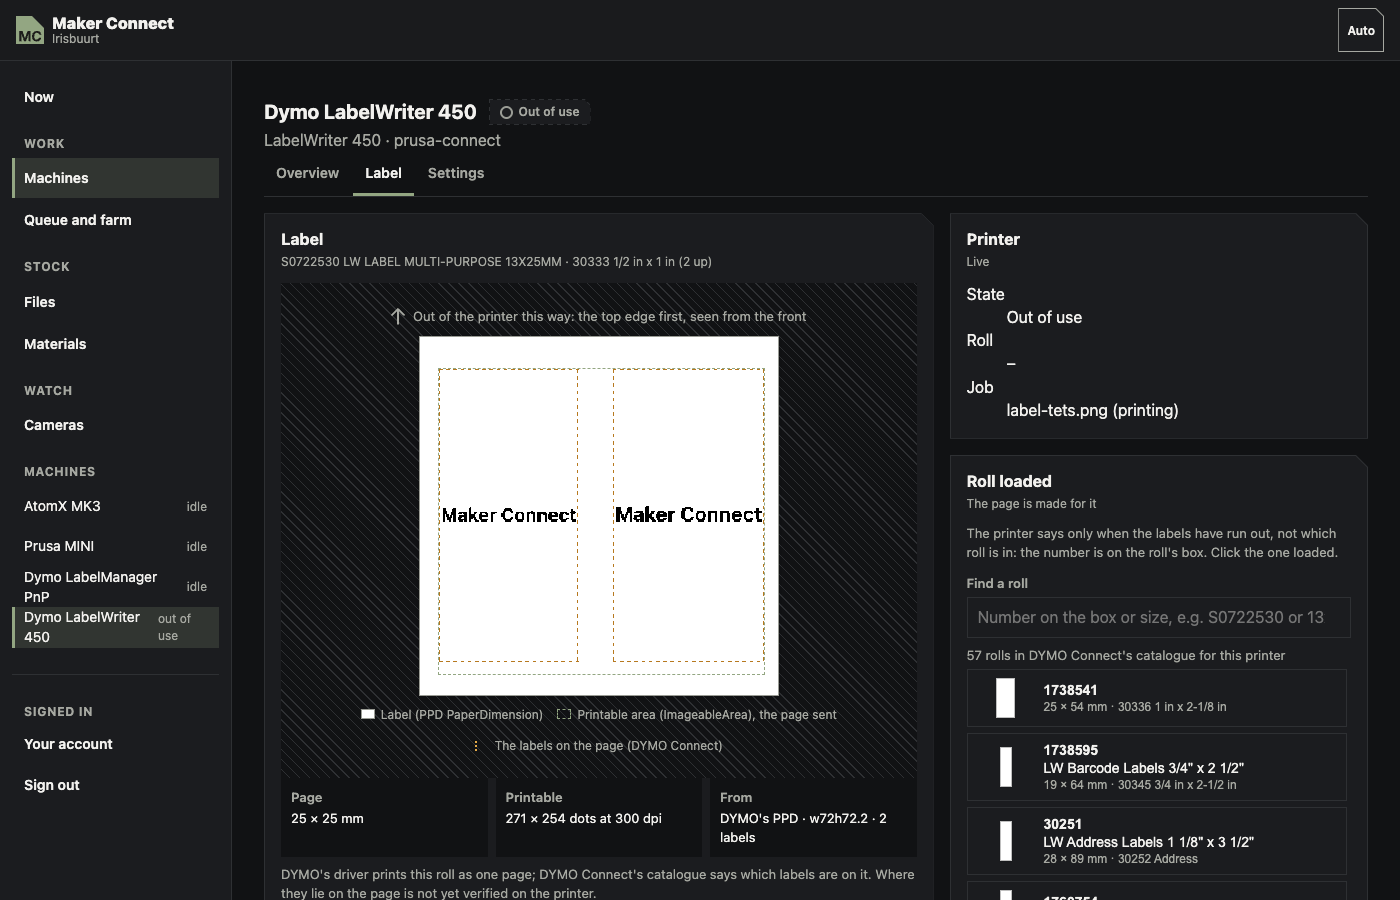 MC
Maker Connect
Irisbuurt
Auto
Now
WORK
Machines
Queue and farm
STOCK
Files
Materials
WATCH
Cameras
MACHINES
AtomX MK3 idle
Prusa MINI idle
Dymo LabelManager PnP idle
Dymo LabelWriter 450 out of use
SIGNED IN
Your account
Sign out
Dymo LabelWriter 450
Out of use
LabelWriter 450 · prusa-connect
Overview Label Settings
Label
S0722530 LW LABEL MULTI-PURPOSE 13X25MM · 30333 1/2 in x 1 in (2 up)
Out of the printer this way: the top edge first, seen from the front
Maker Connect Maker Connect
Label (PPD PaperDimension) Printable area (ImageableArea), the page sent
The labels on the page (DYMO Connect)
Page
25 × 25 mm
Printable
271 × 254 dots at 300 dpi
From
DYMO's PPD · w72h72.2 · 2
labels
DYMO's driver prints this roll as one page; DYMO Connect's catalogue says which labels are on it. Where
they lie on the page is not yet verified on the printer.
Printer
Live
State
Out of use
Roll
–
Job
label-tets.png (printing)
Roll loaded
The page is made for it
The printer says only when the labels have run out, not which
roll is in: the number is on the roll's box. Click the one loaded.
Find a roll
Number on the box or size, e.g. S0722530 or 13
57 rolls in DYMO Connect's catalogue for this printer
1738541
25 × 54 mm · 30336 1 in x 2-1/8 in
1738595
LW Barcode Labels 3/4" x 2 1/2"
19 × 64 mm · 30345 3/4 in x 2-1/2 in
30251
LW Address Labels 1 1/8" x 3 1/2"
28 × 89 mm · 30252 Address